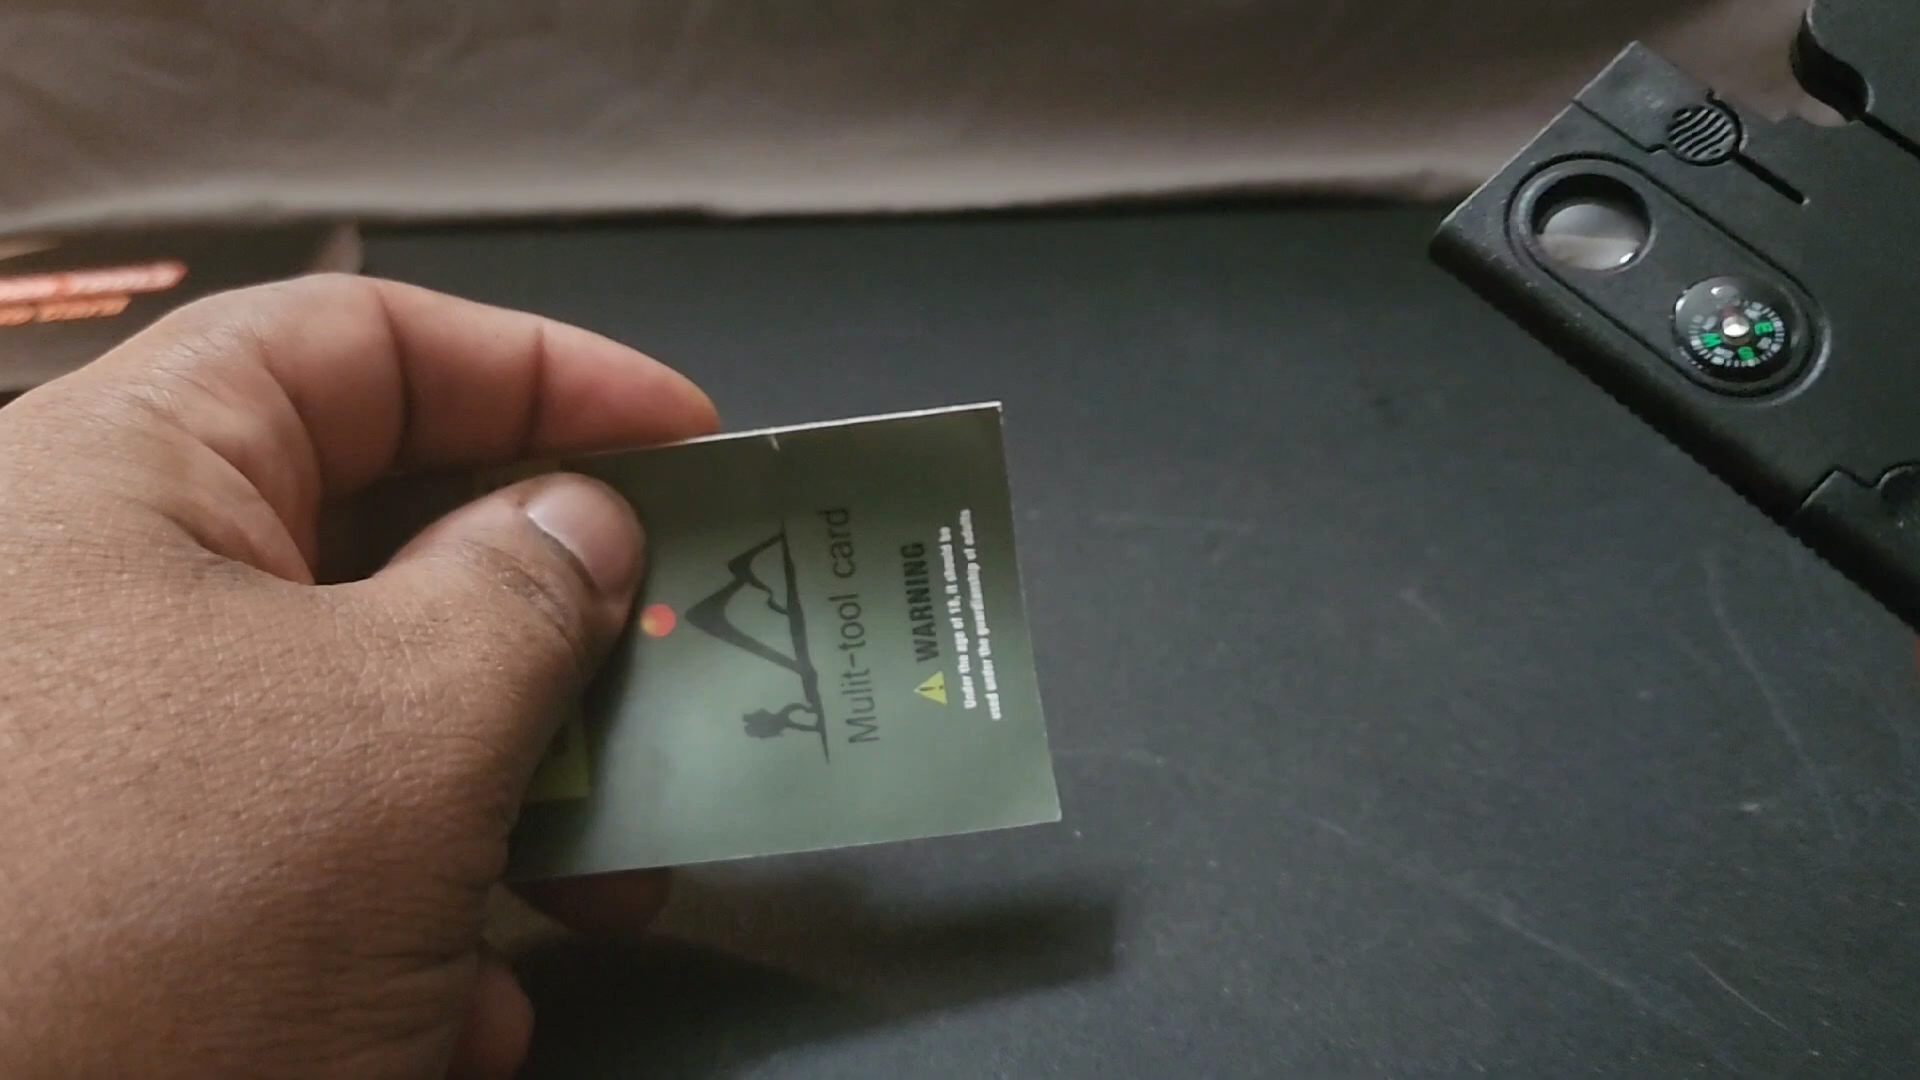 Mulit-tool card
WARNING
Under the age of 18, it should be
used under the guardianship of adults
E
S
W